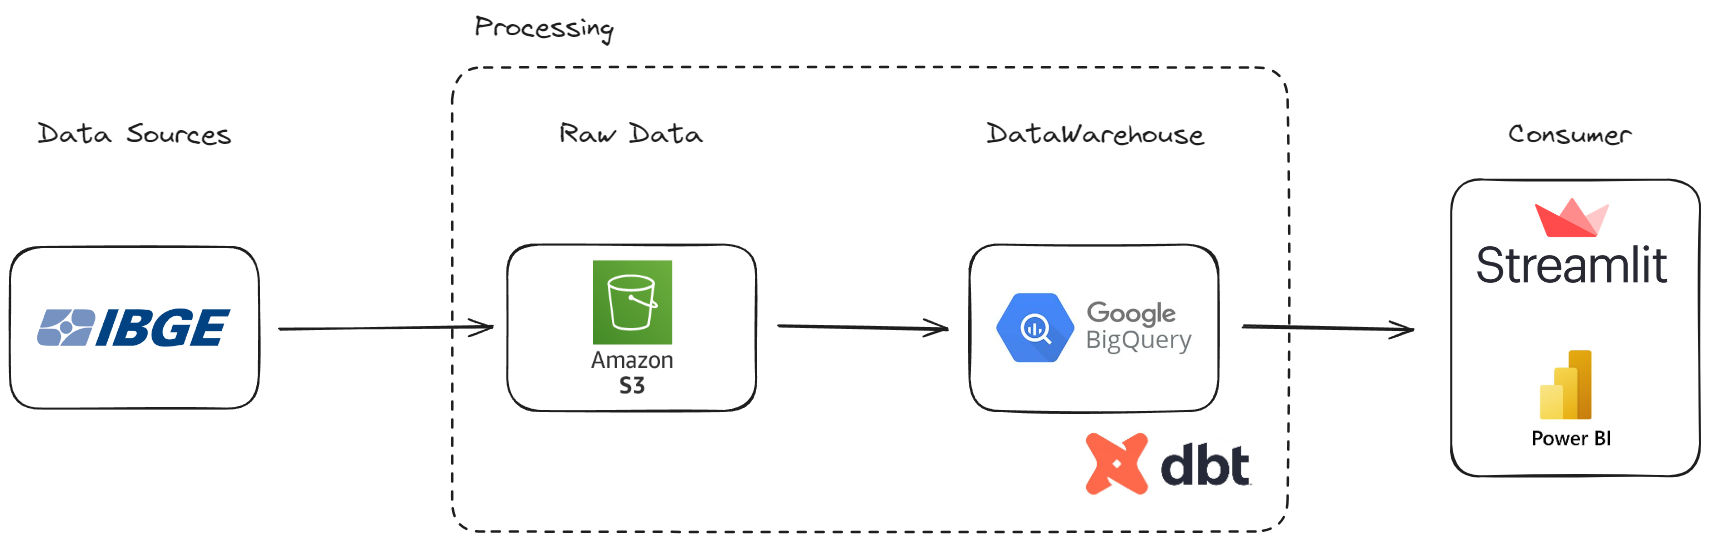 Processing
Data Sources
Raw Data
DataWarehouse
Consumer
IBGE
Amazon
S3
Google
BigQuery
dbt
Streamlit
Power BI